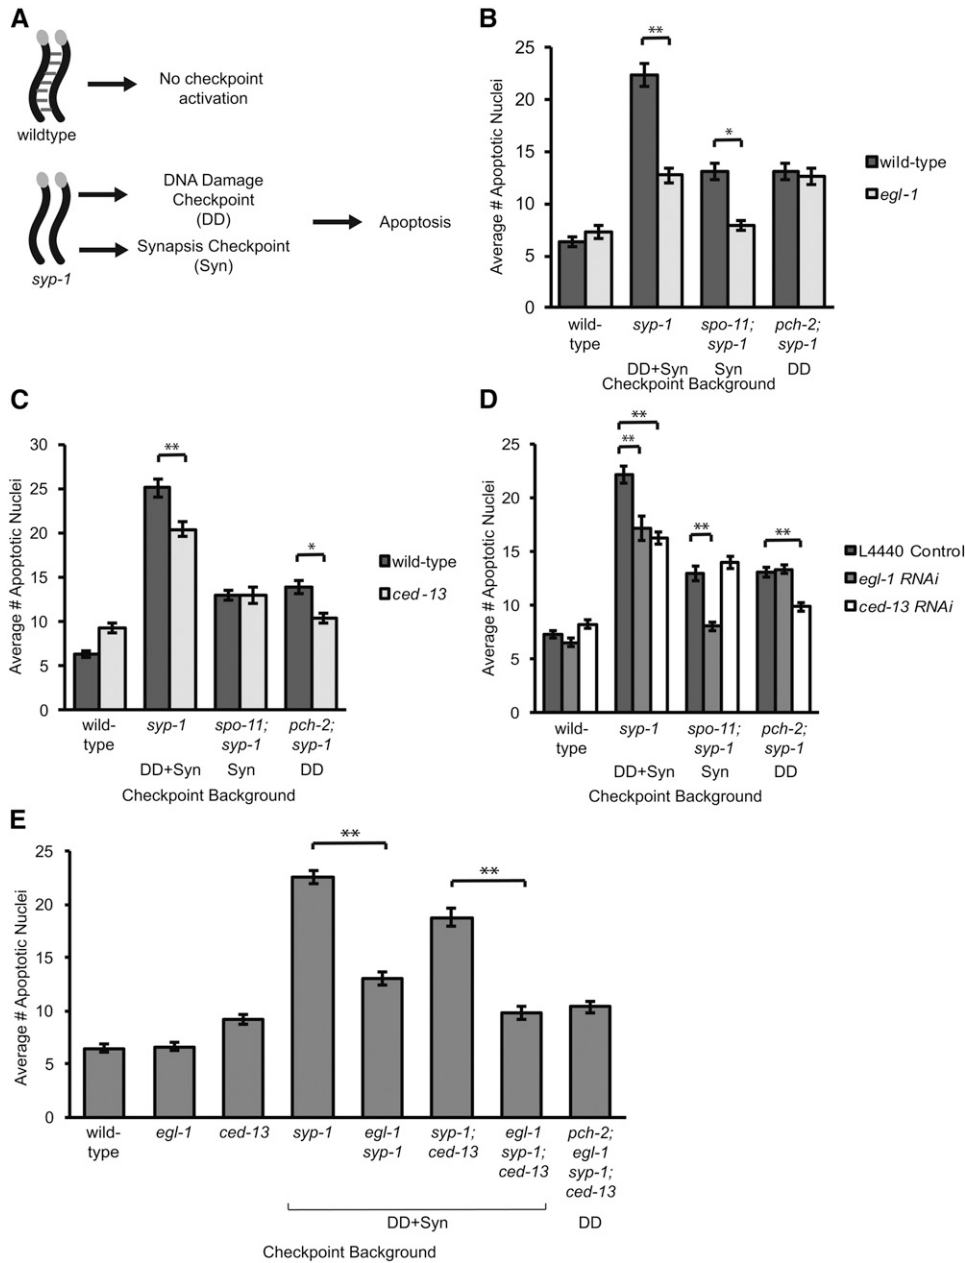 A
wildtype
No checkpoint
activation
syp-1
DNA Damage
Checkpoint
(DD)
Synapsis Checkpoint
(Syn)
Apoptosis
B
Average # Apoptotic Nuclei
25
20
15
10
5
0
**
*
wild-
type
syp-1
spo-11;
syp-1
pch-2;
syp-1
DD+Syn
Syn
DD
Checkpoint Background
wild-type
egl-1
C
Average # Apoptotic Nuclei
30
25
20
15
10
5
0
**
*
wild-
type
syp-1
spo-11;
syp-1
pch-2;
syp-1
DD+Syn
Syn
DD
Checkpoint Background
wild-type
ced-13
D
Average # Apoptotic Nuclei
25
20
15
10
5
0
**
**
**
**
wild-
type
syp-1
spo-11;
syp-1
pch-2;
syp-1
DD+Syn
Syn
DD
Checkpoint Background
L4440 Control
egl-1 RNAi
ced-13 RNAi
E
Average # Apoptotic Nuclei
25
20
15
10
5
0
**
**
wild-
type
egl-1
ced-13
syp-1
egl-1
syp-1
syp-1;
ced-13
egl-1
syp-1;
ced-13
pch-2;
egl-1
syp-1;
ced-13
DD+Syn
DD
Checkpoint Background